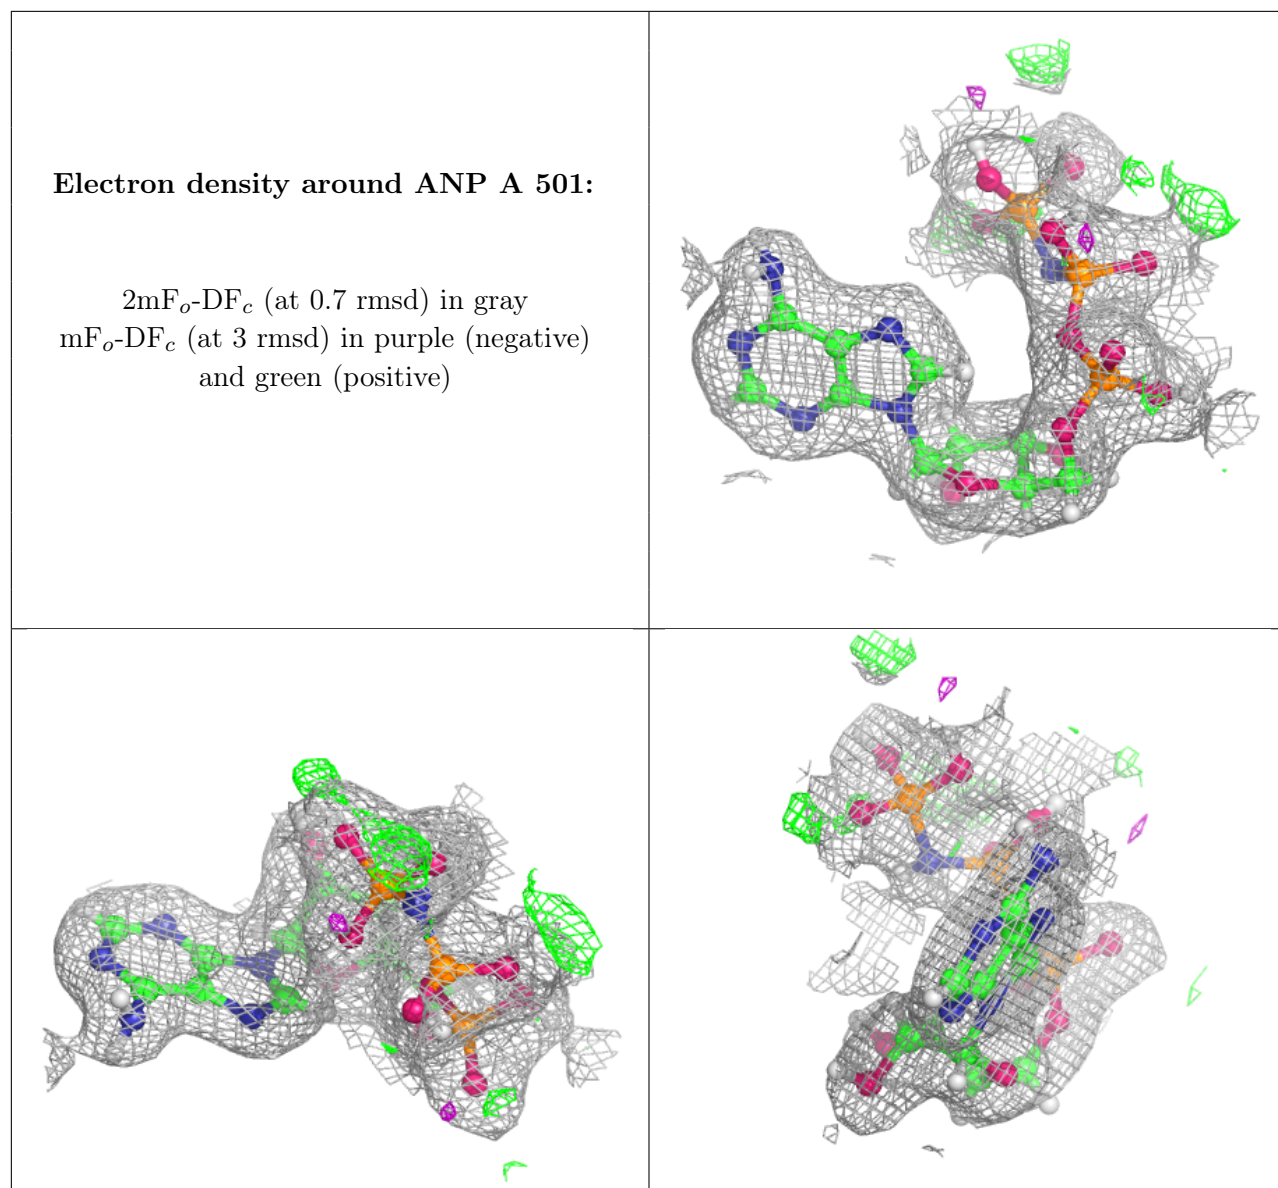 Electron density around ANP A 501:
2mFo-DFc (at 0.7 rmsd) in gray
mFo-DFc (at 3 rmsd) in purple (negative)
and green (positive)